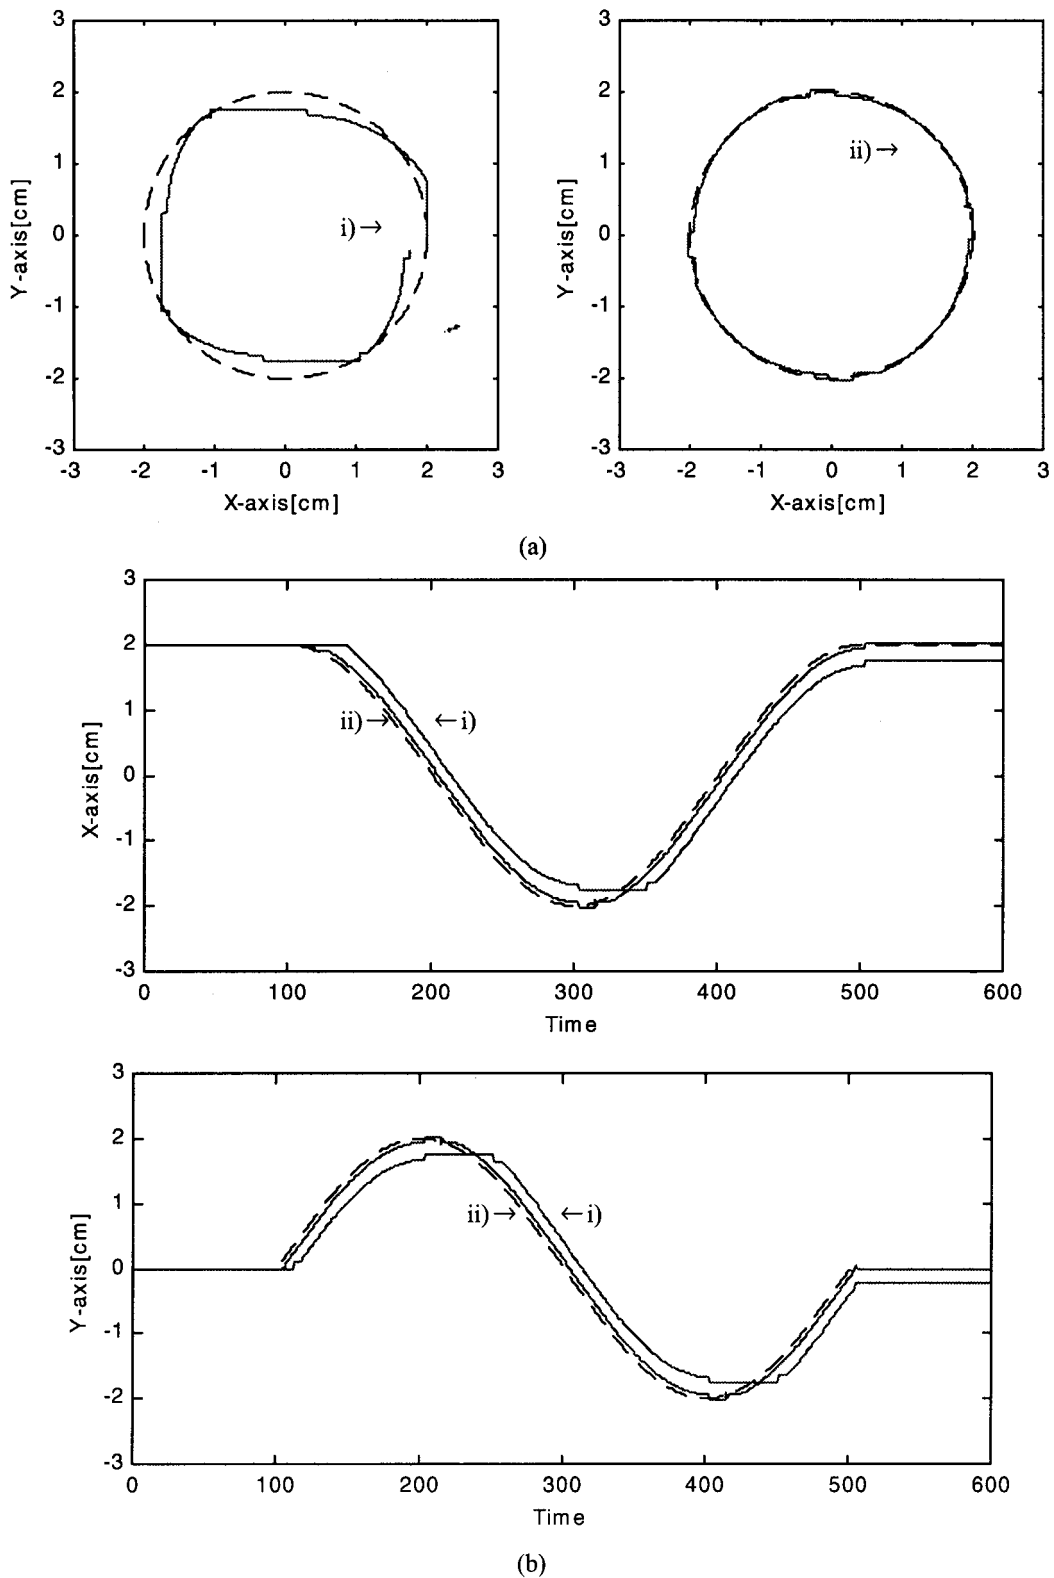 3
2
1
0
-1
-2
-3
Y-axis[cm]
i)→
-3 -2 -1 0 1 2 3
X-axis[cm]
3
2
1
0
-1
-2
-3
Y-axis[cm]
ii)→
-3 -2 -1 0 1 2 3
X-axis[cm]
(a)
3
2
1
0
-1
-2
-3
X-axis[cm]
ii)→ ←i)
0 100 200 300 400 500 600
Time
3
2
1
0
-1
-2
-3
Y-axis[cm]
ii)→ ←i)
0 100 200 300 400 500 600
Time
(b)